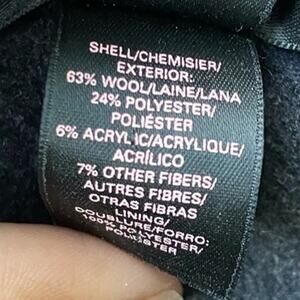 SHELL/CHEMISIER/
EXTERIOR:
63% WOOL/LAINE/LANA
24% POLYESTER/
POLIÉSTER
6% ACRYLIC/ACRYLIQUE/
ACRÍLICO
7% OTHER FIBERS/
AUTRES FIBRES/
OTRAS FIBRAS
LINING/
DOUBLURE/FORRO:
100% POLYESTER/
POLIÉSTER